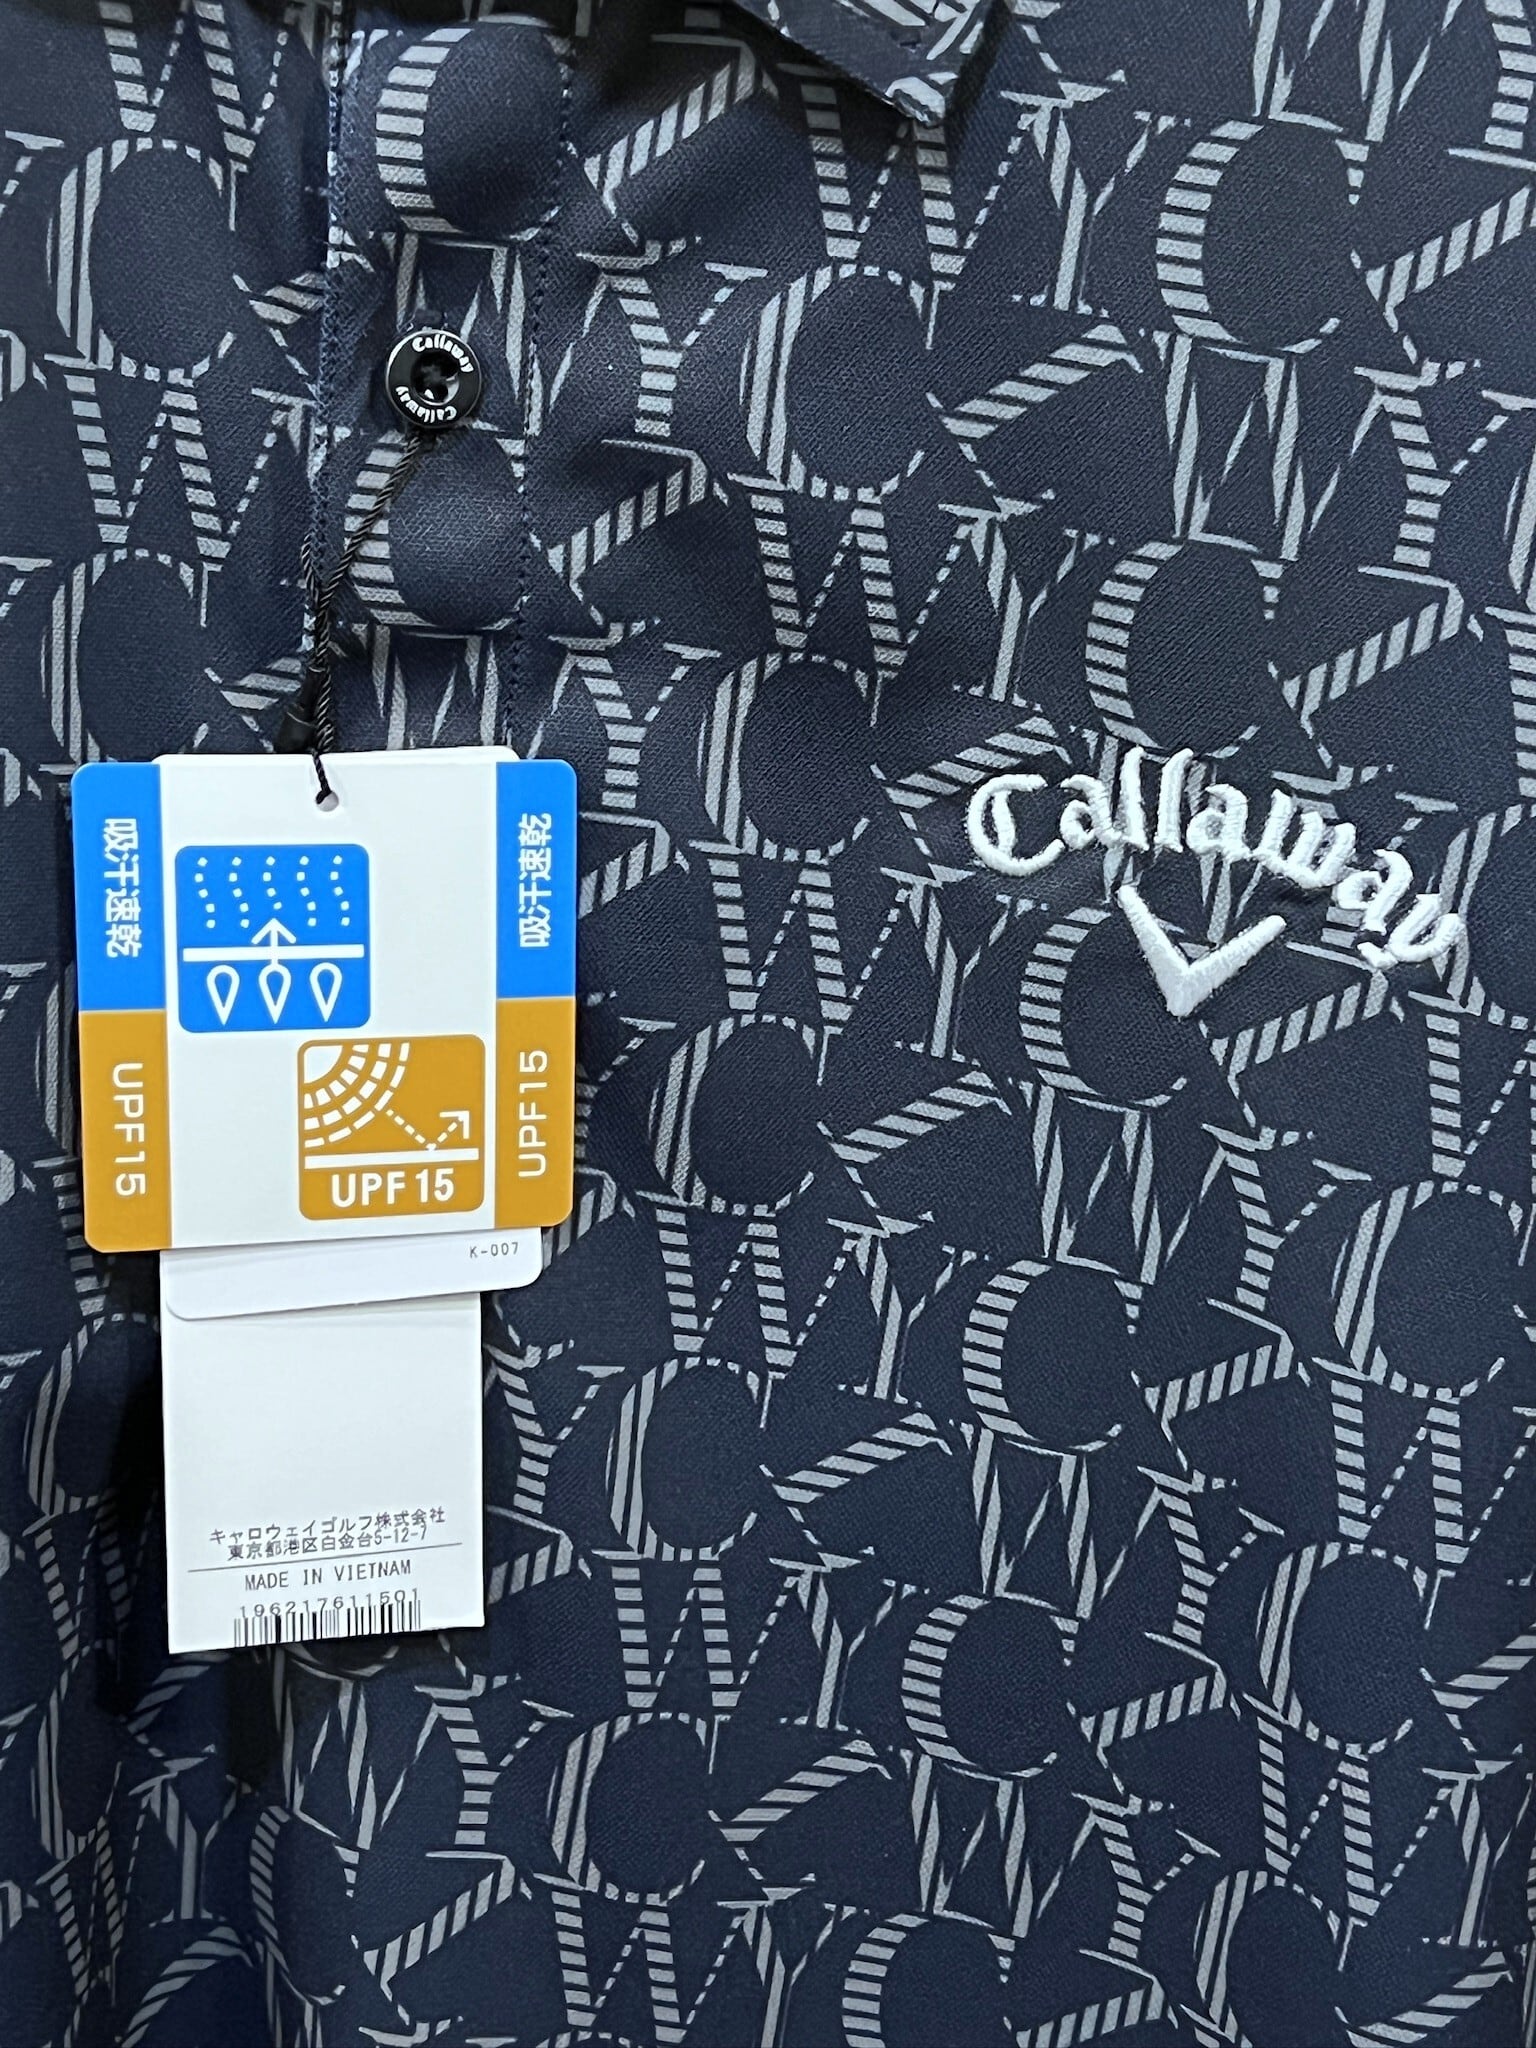 Callaway
Callaway
Callaway
吸汗速乾
吸汗速乾
UPF15
UPF15
UPF 15
K-007
キャロウェイゴルフ株式会社
東京都港区白金台5-12-7
MADE IN VIETNAM
196217611501